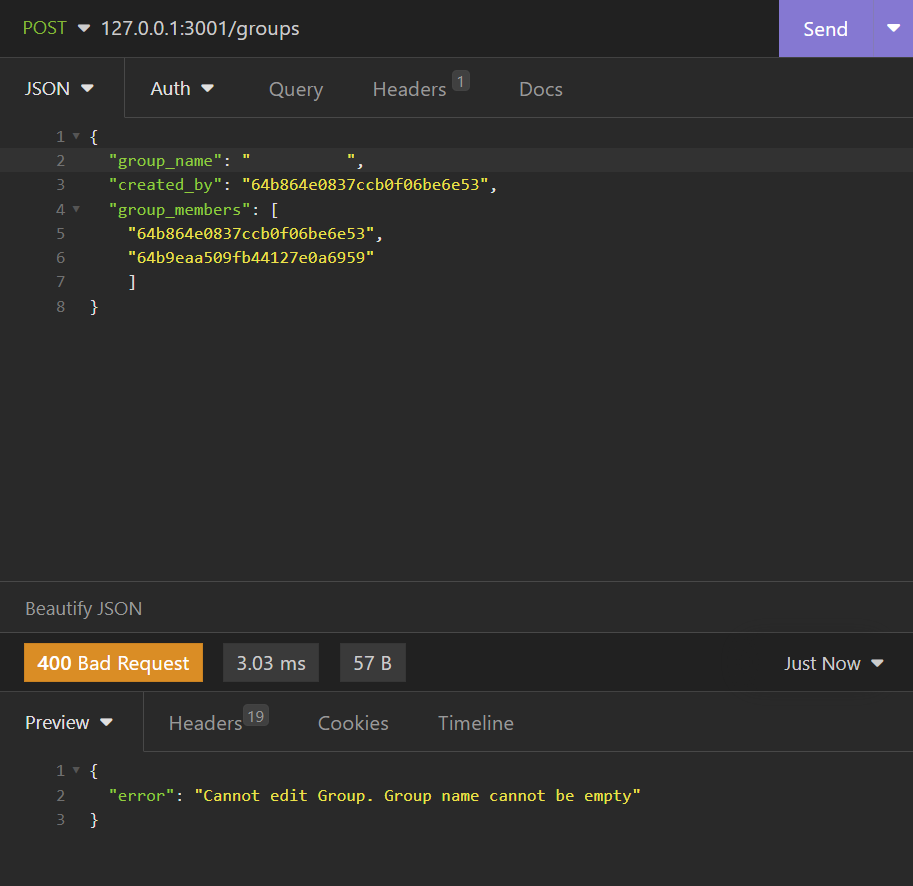 POST 127.0.0.1:3001/groups Send
JSON Auth Query Headers 1 Docs
1 {
2 "group_name": "          ",
3 "created_by": "64b864e0837ccb0f06be6e53",
4 "group_members": [
5 "64b864e0837ccb0f06be6e53",
6 "64b9eaa509fb44127e0a6959"
7 ]
8 }
Beautify JSON
400 Bad Request 3.03 ms 57 B Just Now
Preview Headers 19 Cookies Timeline
1 {
2 "error": "Cannot edit Group. Group name cannot be empty"
3 }